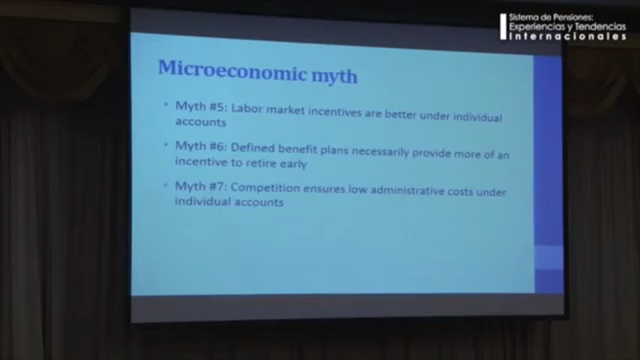 Sistema de Pensiones:
Experiencias y Tendencias
Internacionales
Microeconomic myth
• Myth #5: Labor market incentives are better under individual
accounts
• Myth #6: Defined benefit plans necessarily provide more of an
incentive to retire early
• Myth #7: Competition ensures low administrative costs under
individual accounts